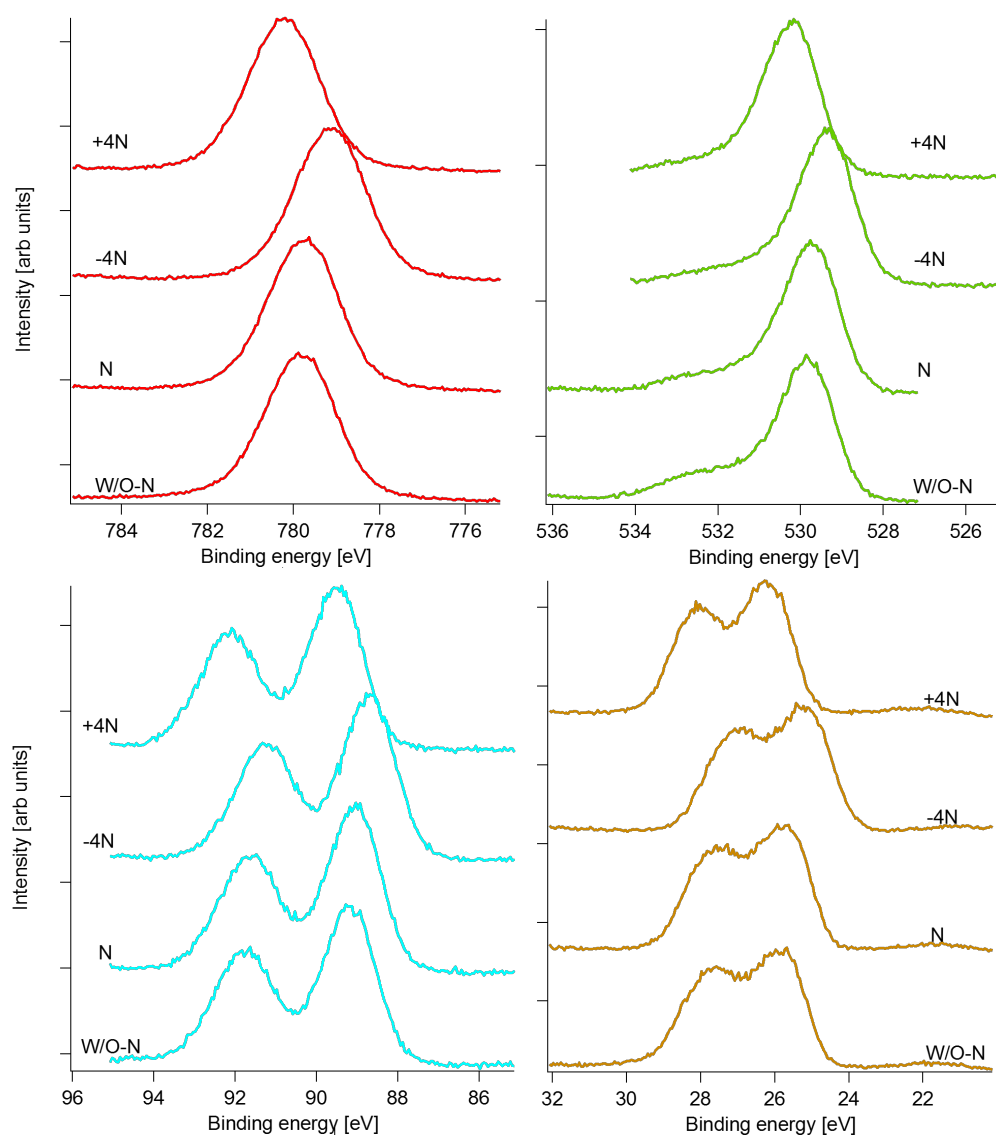 Intensity [arb units]
+4N
-4N
N
W/O-N
784 782 780 778 776
Binding energy [eV]
+4N
-4N
N
W/O-N
536 534 532 530 528 526
Binding energy [eV]
Intensity [arb units]
+4N
-4N
N
W/O-N
96 94 92 90 88 86
Binding energy [eV]
+4N
-4N
N
W/O-N
32 30 28 26 24 22
Binding energy [eV]